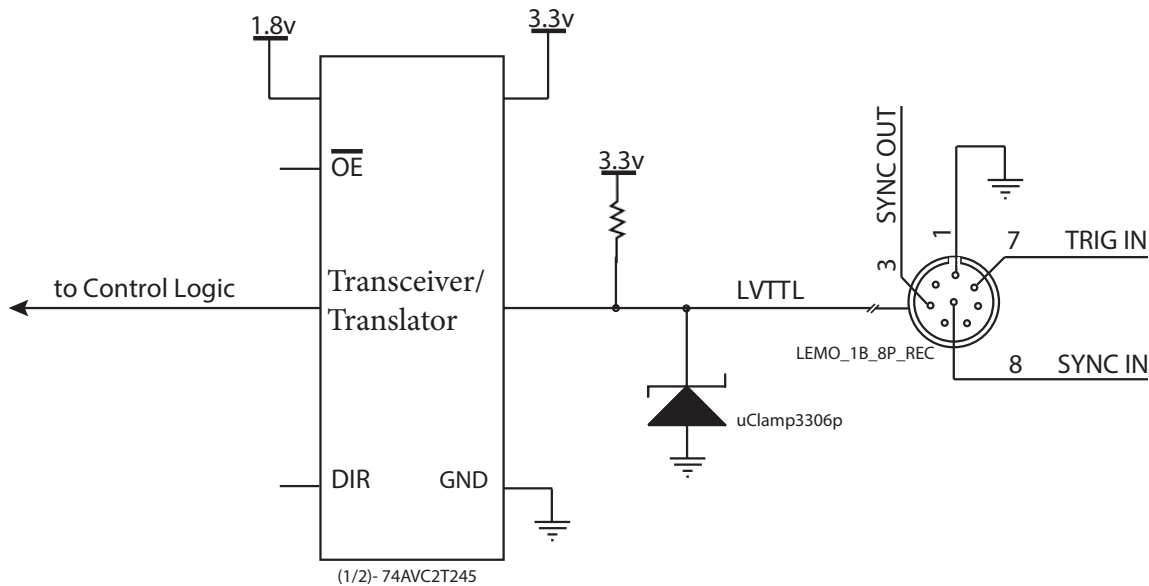 1.8v
3.3v
OE
3.3v
SYNC OUT
1
3
7 TRIG IN
to Control Logic
Transceiver/
Translator
LVTTL
LEMO_1B_8P_REC
8 SYNC IN
uClamp3306p
DIR
GND
(1/2)- 74AVC2T245